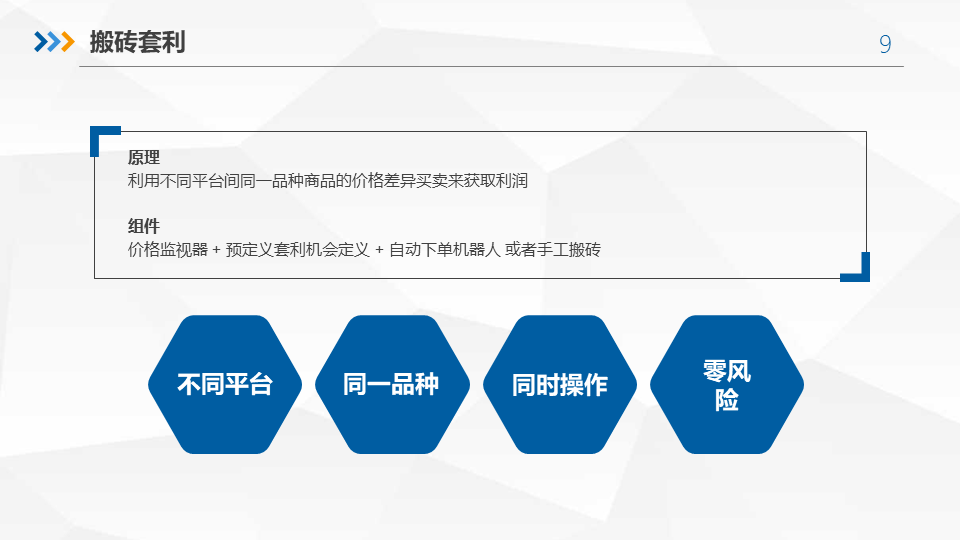 搬砖套利
9
原理
利用不同平台间同一品种商品的价格差异买卖来获取利润
组件
价格监视器 + 预定义套利机会定义 + 自动下单机器人 或者手工搬砖
不同平台
同一品种
同时操作
零风
险